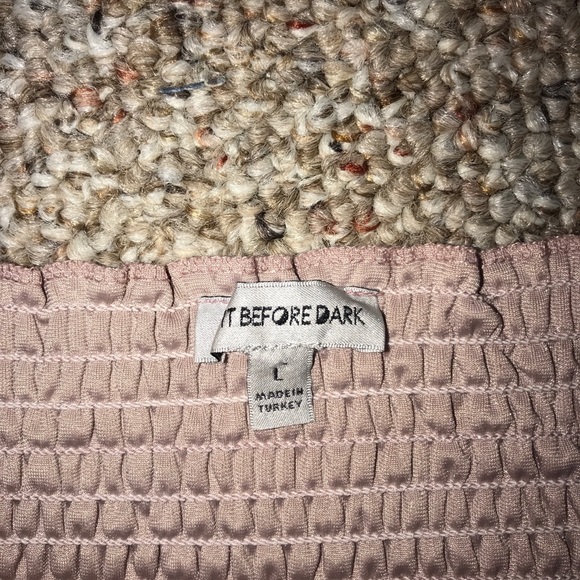 T BEFORE DARK
L
MADE IN
TURKEY